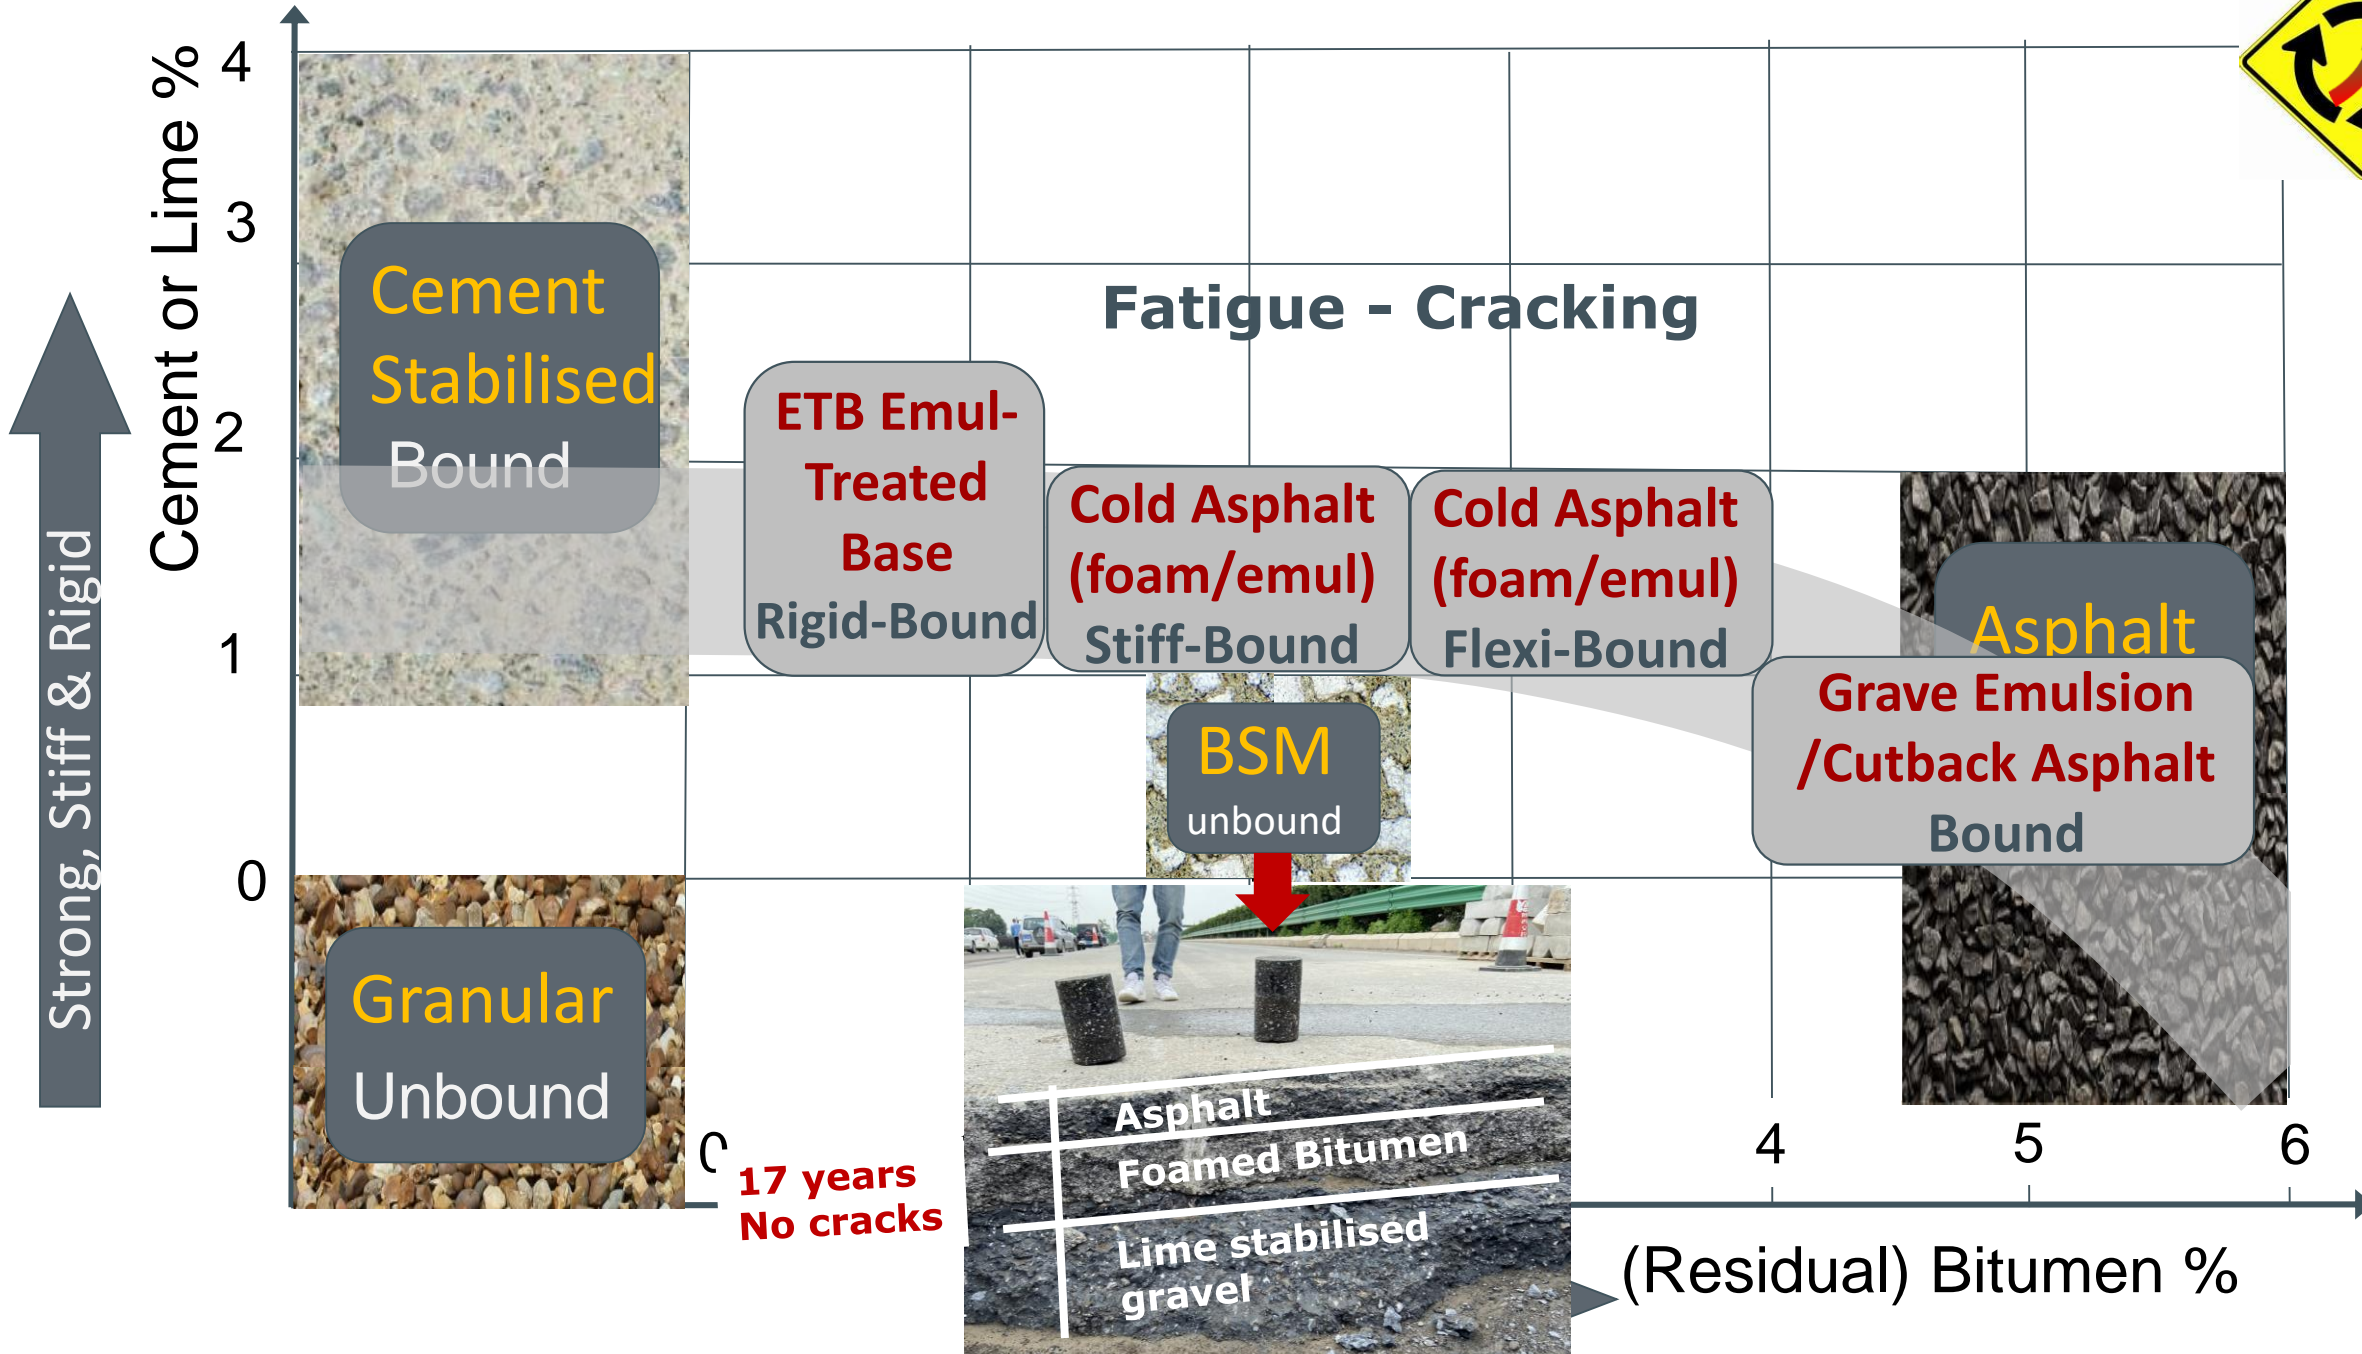 4
3
2
1
0
Cement or Lime %
Strong, Stiff & Rigid
Cement
Stabilised
Bound
Fatigue - Cracking
ETB Emul-
Treated
Base
Rigid-Bound
Cold Asphalt
(foam/emul)
Stiff-Bound
Cold Asphalt
(foam/emul)
Flexi-Bound
Asphalt
Grave Emulsion
/Cutback Asphalt
Bound
BSM
unbound
Granular
Unbound
17 years
No cracks
Asphalt
Foamed Bitumen
Lime stabilised
gravel
4
5
6
(Residual) Bitumen %